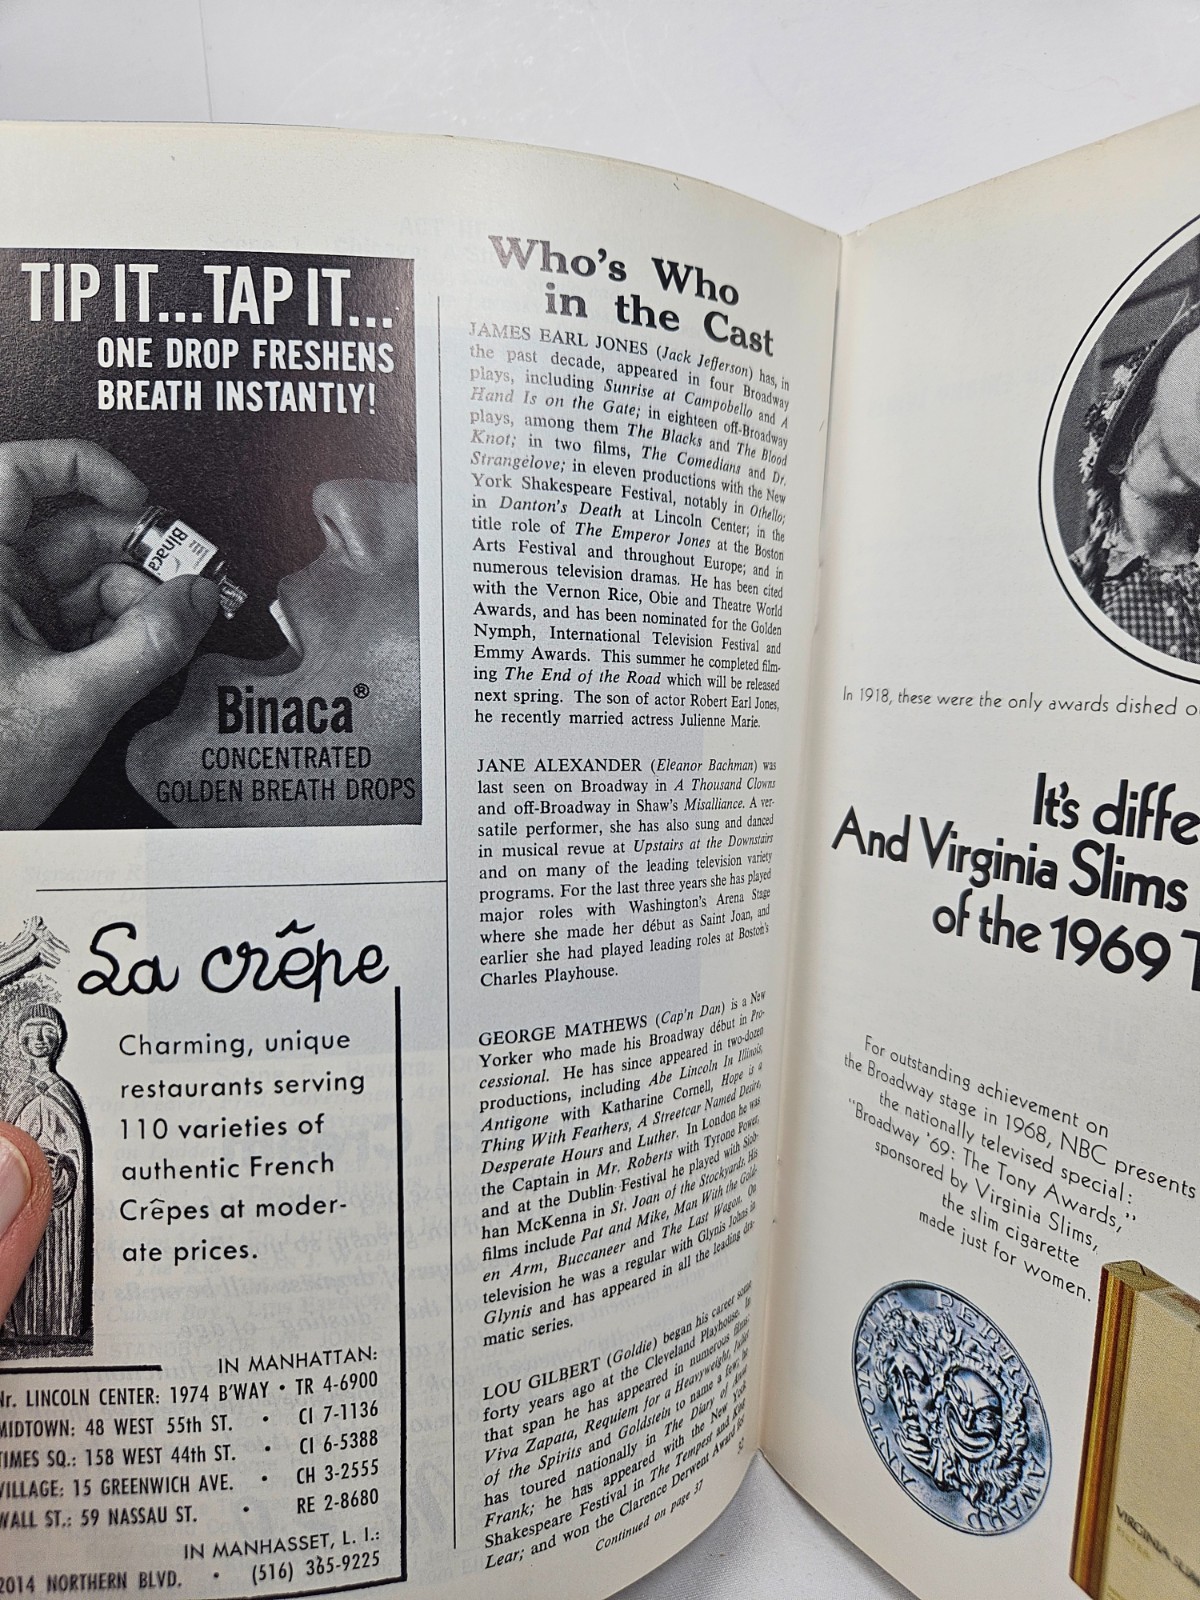 TIP IT...TAP IT...
ONE DROP FRESHENS
BREATH INSTANTLY!
Binaca
Binaca®
CONCENTRATED
GOLDEN BREATH DROPS
La crêpe
Charming, unique
restaurants serving
110 varieties of
authentic French
Crêpes at moder-
ate prices.
IN MANHATTAN:
Nr. LINCOLN CENTER: 1974 B'WAY • TR 4-6900
MIDTOWN: 48 WEST 55th ST. • CI 7-1136
TIMES SQ.: 158 WEST 44th ST. • CI 6-5388
VILLAGE: 15 GREENWICH AVE. • CH 3-2555
WALL ST.: 59 NASSAU ST. • RE 2-8680
IN MANHASSET, L. I.:
2014 NORTHERN BLVD. • (516) 365-9225
Who's Who
in the Cast
JAMES EARL JONES (Jack Jefferson) has, in
the past decade, appeared in four Broadway
plays, including Sunrise at Campobello and A
Hand Is on the Gate; in eighteen off-Broadway
plays, among them The Blacks and The Blood
Knot; in two films, The Comedians and Dr.
Strangelove; in eleven productions with the New
York Shakespeare Festival, notably in Othello;
in Danton's Death at Lincoln Center; in the
title role of The Emperor Jones at the Boston
Arts Festival and throughout Europe; and in
numerous television dramas. He has been cited
with the Vernon Rice, Obie and Theatre World
Awards, and has been nominated for the Golden
Nymph, International Television Festival and
Emmy Awards. This summer he completed film-
ing The End of the Road which will be released
next spring. The son of actor Robert Earl Jones,
he recently married actress Julienne Marie.
JANE ALEXANDER (Eleanor Bachman) was
last seen on Broadway in A Thousand Clowns
and off-Broadway in Shaw's Misalliance. A ver-
satile performer, she has also sung and danced
in musical revue at Upstairs at the Downstairs
and on many of the leading television variety
programs. For the last three years she has played
major roles with Washington's Arena Stage
where she made her début as Saint Joan, and
earlier she had played leading roles at Boston's
Charles Playhouse.
GEORGE MATHEWS (Cap'n Dan) is a New
Yorker who made his Broadway début in Pro-
cessional. He has since appeared in two-dozen
productions, including Abe Lincoln In Illinois,
Antigone with Katharine Cornell, Hope is a
Thing With Feathers, A Streetcar Named Desire,
Desperate Hours and Luther. In London he was
the Captain in Mr. Roberts with Tyrone Power,
and at the Dublin Festival he played with Siob-
han McKenna in St. Joan of the Stockyards. His
films include Pat and Mike, Man With the Gold-
en Arm, Buccaneer and The Last Wagon. On
television he was a regular with Glynis Johns in
Glynis and has appeared in all the leading dra-
matic series.
LOU GILBERT (Goldie) began his career some
forty years ago at the Cleveland Playhouse. In
that span he has appeared in numerous films:
Viva Zapata, Requiem for a Heavyweight, Juliet
of the Spirits and Goldstein to name a few; he
has toured nationally in The Diary of Anne
Frank; he has appeared with the New York
Shakespeare Festival in The Tempest and King
Lear; and won the Clarence Derwent Award for
Continued on page 37
32
In 1918, these were the only awards dished o
It's diffe
And Virginia Slims
of the 1969 T
For outstanding achievement on
the Broadway stage in 1968, NBC presents
the nationally televised special:
"Broadway '69: The Tony Awards,"
sponsored by Virginia Slims,
the slim cigarette
made just for women.
ANTOINETTE PERRY AWARD
VIRGINIA SLIMS
FILTER